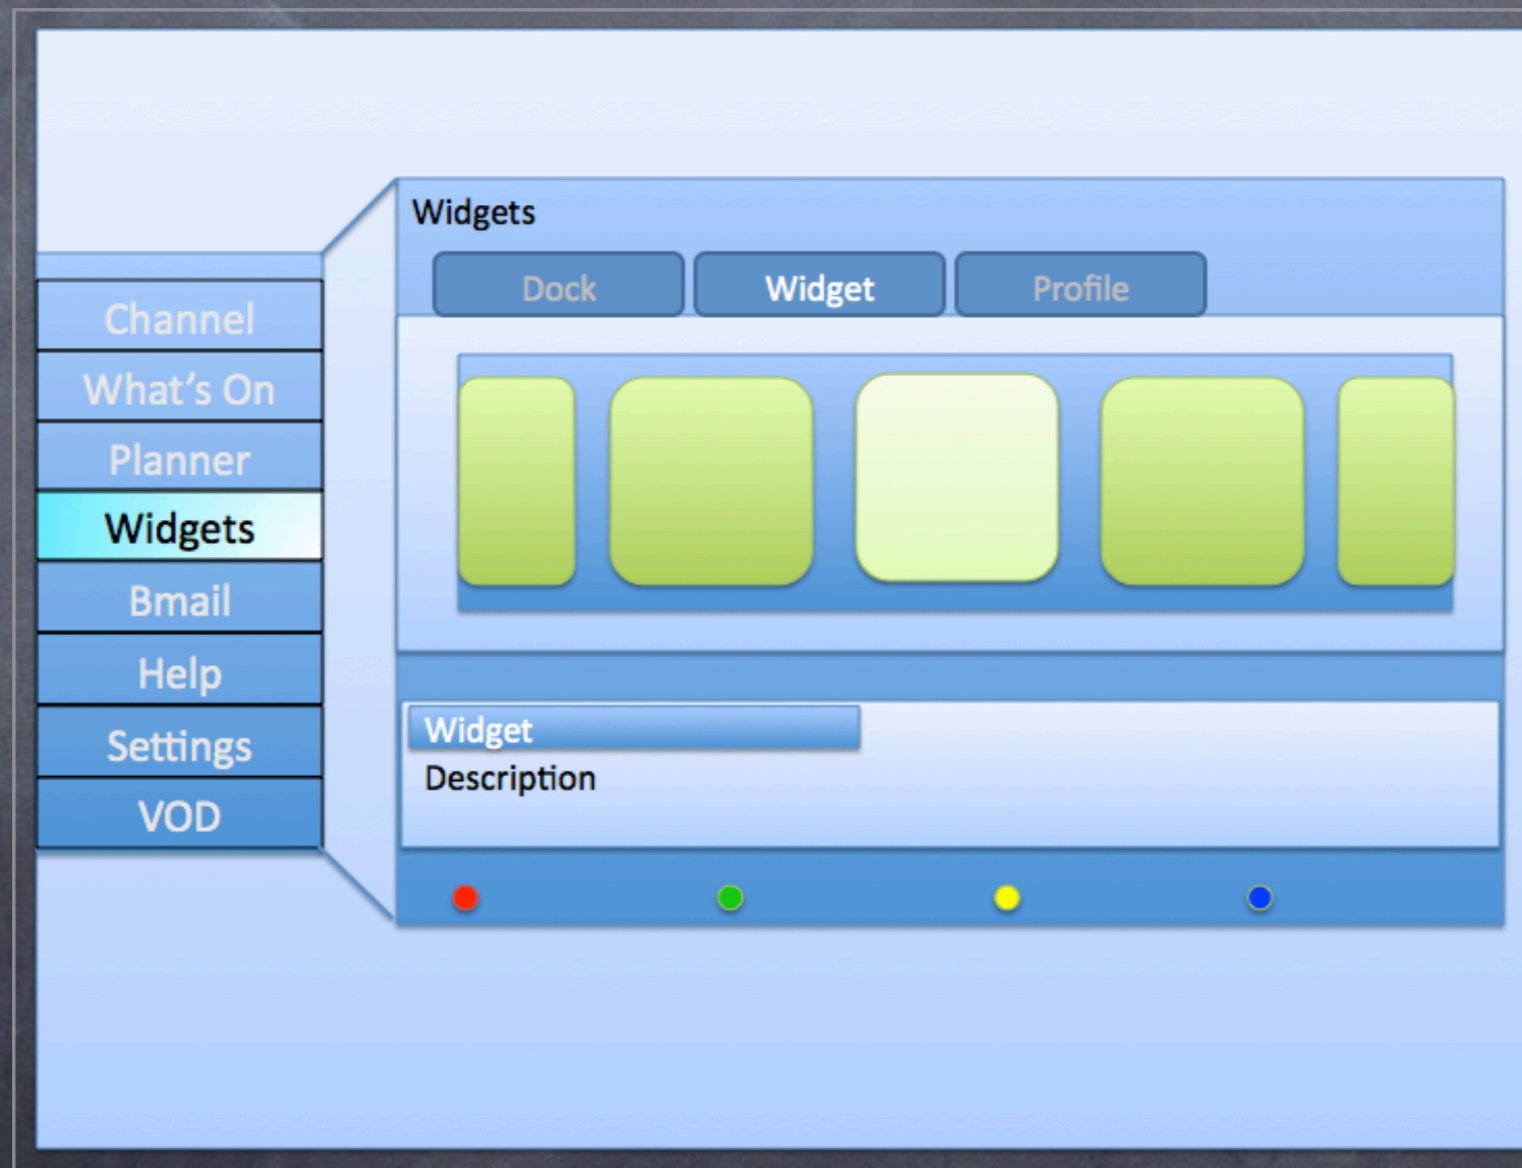 Channel
What's On
Planner
Widgets
Bmail
Help
Settings
VOD
Widgets
Dock
Widget
Profile
Widget
Description